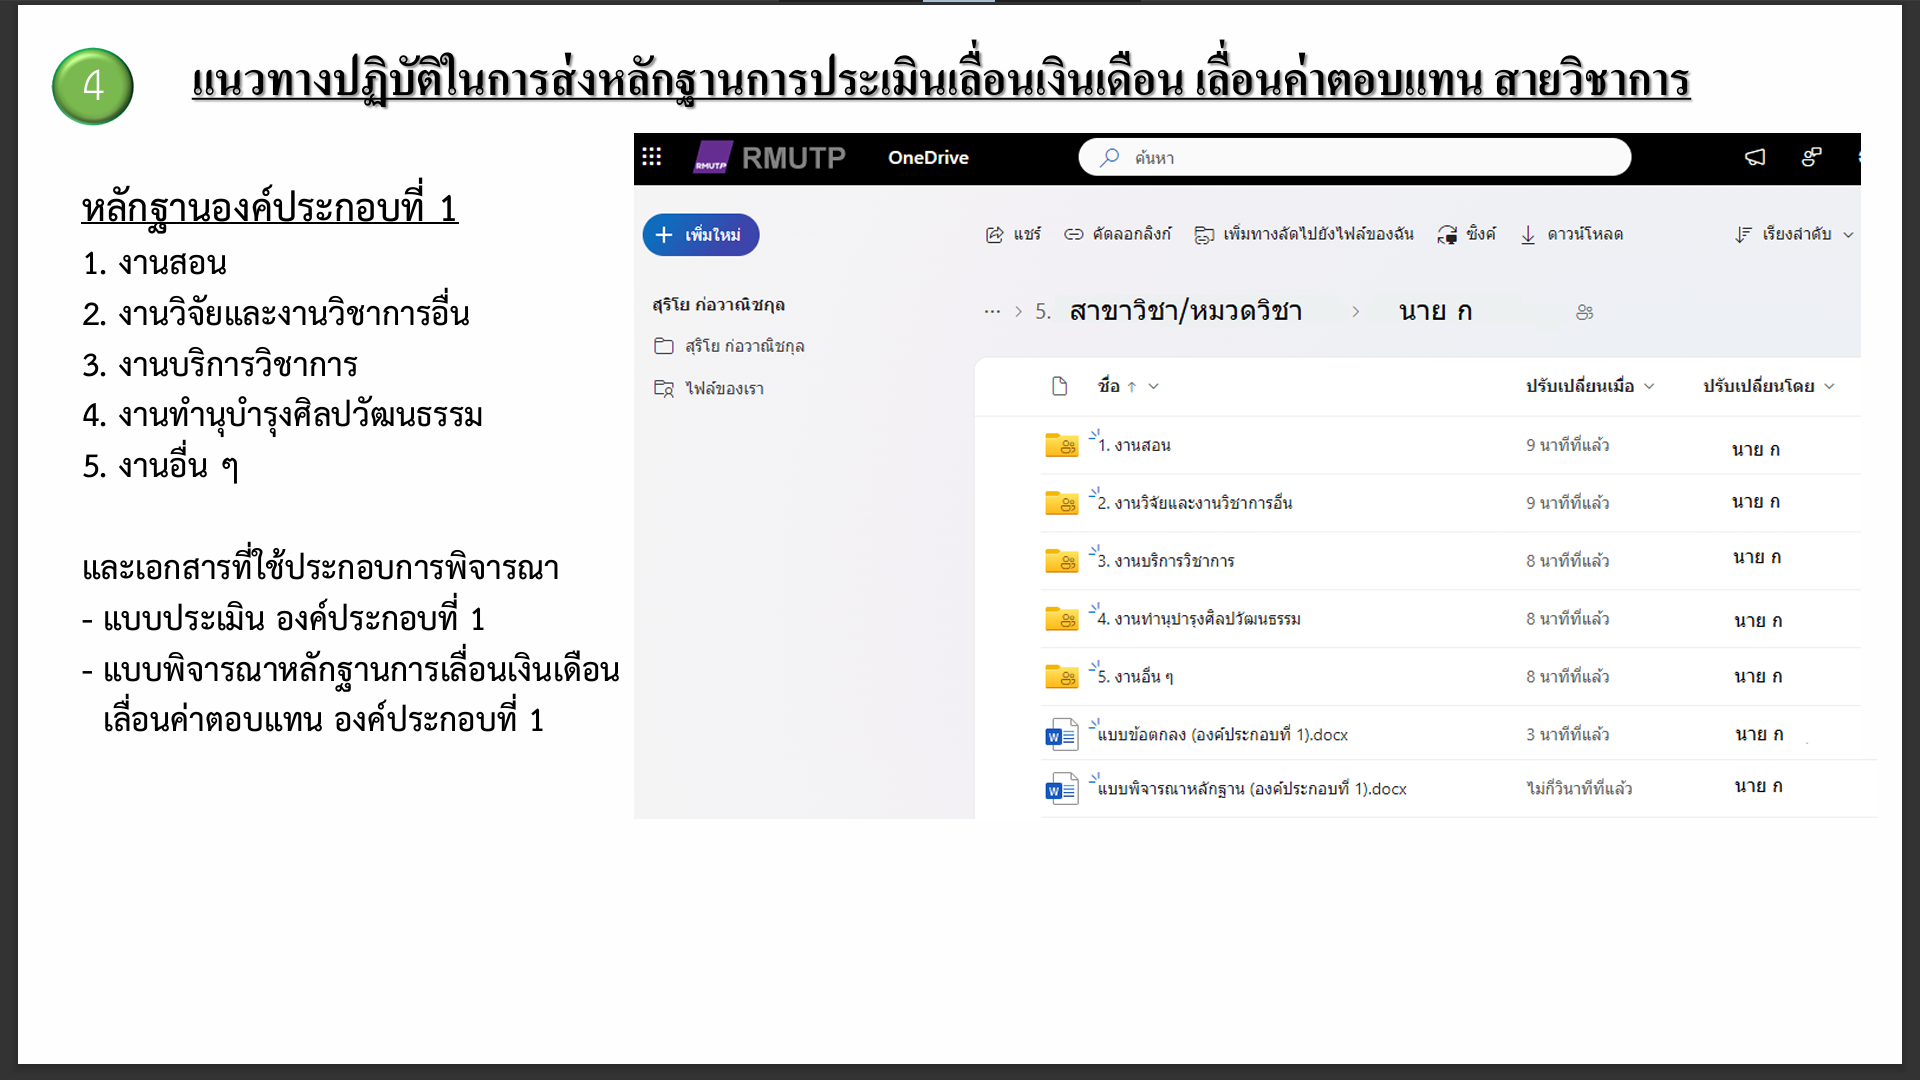 4
แนวทางปฏิบัติในการส่งหลักฐานการประเมินเลื่อนเงินเดือน เลื่อนค่าตอบแทน สายวิชาการ
หลักฐานองค์ประกอบที่ 1
1. งานสอน
2. งานวิจัยและงานวิชาการอื่น
3. งานบริการวิชาการ
4. งานทำนุบำรุงศิลปวัฒนธรรม
5. งานอื่น ๆ
และเอกสารที่ใช้ประกอบการพิจารณา
- แบบประเมิน องค์ประกอบที่ 1
- แบบพิจารณาหลักฐานการเลื่อนเงินเดือน
เลื่อนค่าตอบแทน องค์ประกอบที่ 1
RMUTP RMUTP OneDrive ค้นหา
เพิ่มใหม่ แชร์ คัดลอกลิงก์ เพิ่มทางลัดไปยังไฟล์ของฉัน ซิงค์ ดาวน์โหลด เรียงลำดับ
สุริโย ก่อวาณิชกุล
สุริโย ก่อวาณิชกุล
ไฟล์ของเรา
... > 5. สาขาวิชา/หมวดวิชา > นาย ก
ชื่อ ปรับเปลี่ยนเมื่อ ปรับเปลี่ยนโดย
1. งานสอน 9 นาทีที่แล้ว นาย ก
2. งานวิจัยและงานวิชาการอื่น 9 นาทีที่แล้ว นาย ก
3. งานบริการวิชาการ 8 นาทีที่แล้ว นาย ก
4. งานทำนุบำรุงศิลปวัฒนธรรม 8 นาทีที่แล้ว นาย ก
5. งานอื่น ๆ 8 นาทีที่แล้ว นาย ก
แบบข้อตกลง (องค์ประกอบที่ 1).docx 3 นาทีที่แล้ว นาย ก
แบบพิจารณาหลักฐาน (องค์ประกอบที่ 1).docx ไม่กี่วินาทีที่แล้ว นาย ก